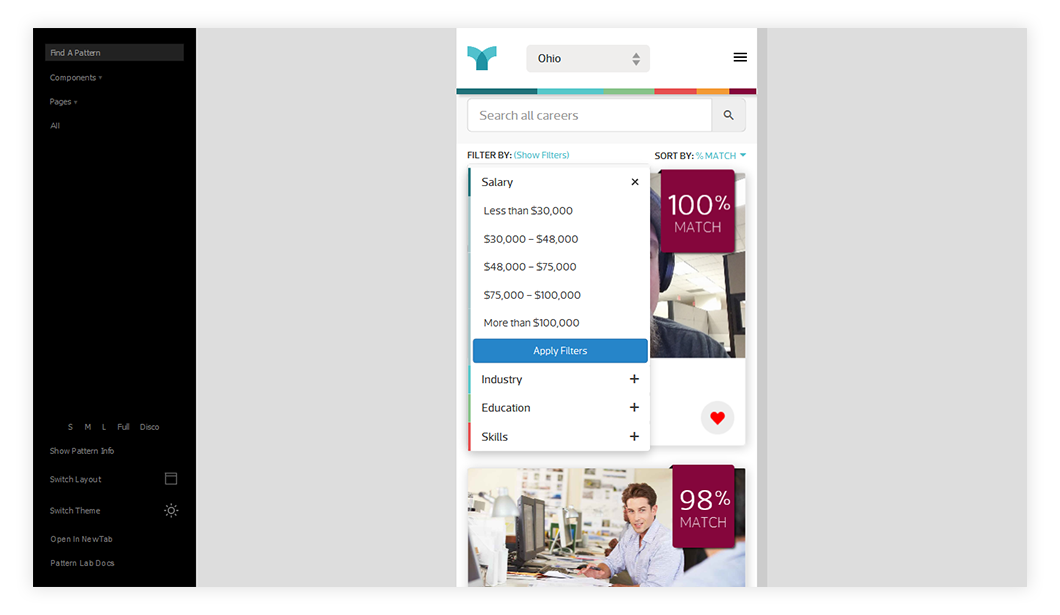 Find A Pattern
Components ▾
Pages ▾
All
S M L Full Disco
Show Pattern Info
Switch Layout
Switch Theme
Open In New Tab
Pattern Lab Docs
Ohio
Search all careers
FILTER BY: (Show Filters)
SORT BY: % MATCH
Salary
Less than $30,000
$30,000 – $48,000
$48,000 – $75,000
$75,000 – $100,000
More than $100,000
Apply Filters
Industry
Education
Skills
100%
MATCH
98%
MATCH